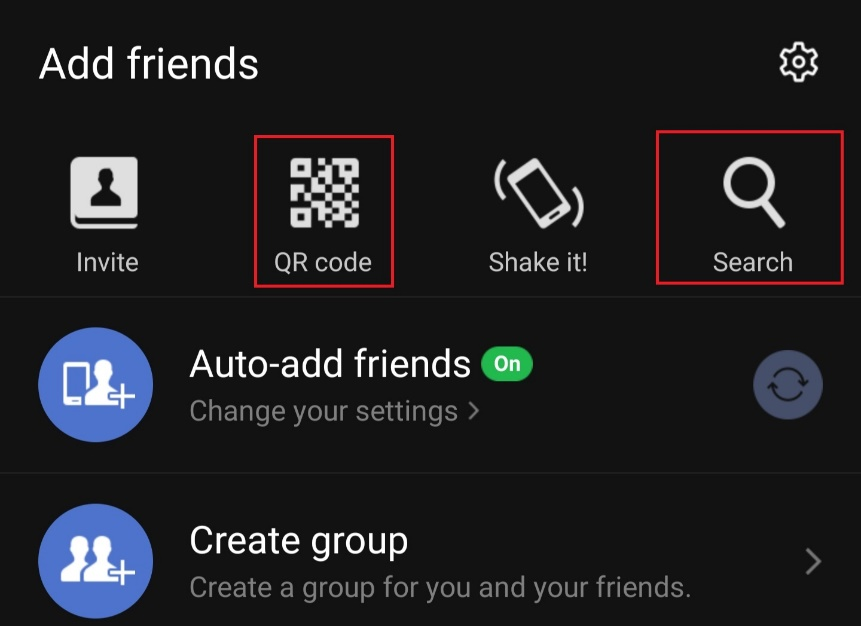 Add friends
Invite
QR code
Shake it!
Search
Auto-add friends On
Change your settings >
Create group
Create a group for you and your friends.